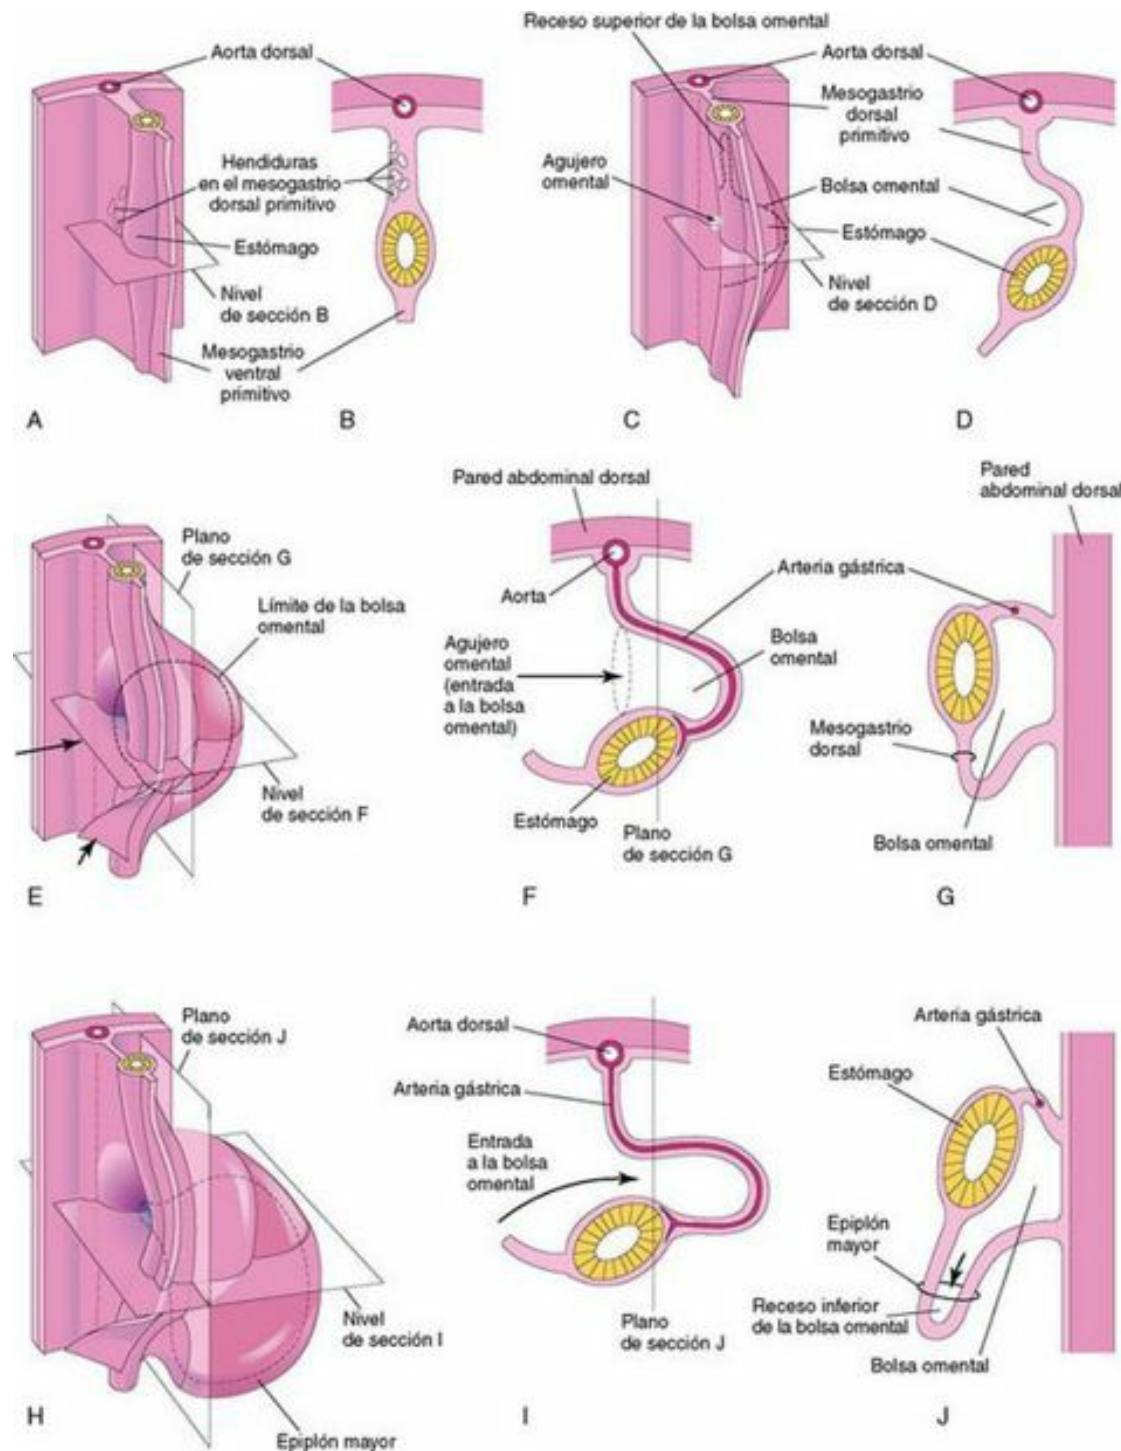 Receso superior de la bolsa omental
Aorta dorsal
Aorta dorsal
Mesogastrio
dorsal
primitivo
Hendiduras
en el mesogastrio
dorsal primitivo
Agujero
omental
Bolsa omental
Estómago
Estómago
Nivel
de sección B
Nivel
de sección D
Mesogastrio
ventral
primitivo
A
B
C
D
Plano
de sección G
Límite de la bolsa
omental
Nivel
de sección F
Pared abdominal dorsal
Pared
abdominal dorsal
Aorta
Arteria gástrica
Agujero
omental
(entrada
a la bolsa
omental)
Bolsa
omental
Mesogastrio
dorsal
Estómago
Plano
de sección G
Bolsa omental
E
F
G
Plano
de sección J
Aorta dorsal
Arteria gástrica
Arteria gástrica
Estómago
Entrada
a la bolsa
omental
Epiplón
mayor
Nivel
de sección I
Plano
de sección J
Receso inferior
de la bolsa omental
Bolsa omental
H
I
J
Epiplón mayor